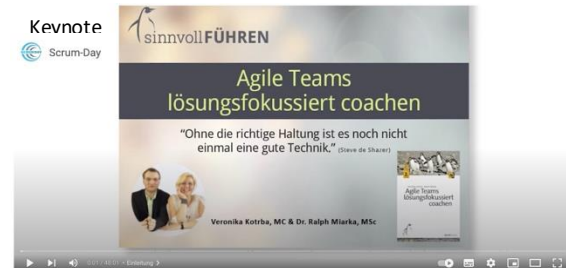 Keynote
Scrum-Day
sinnvollFÜHREN
Agile Teams
lösungsfokussiert coachen
"Ohne die richtige Haltung ist es noch nicht
einmal eine gute Technik." (Steve de Shazer)
Agile Teams
lösungsfokussiert
coachen
Veronika Kotrba, MC & Dr. Ralph Miarka, MSc
Einleitung